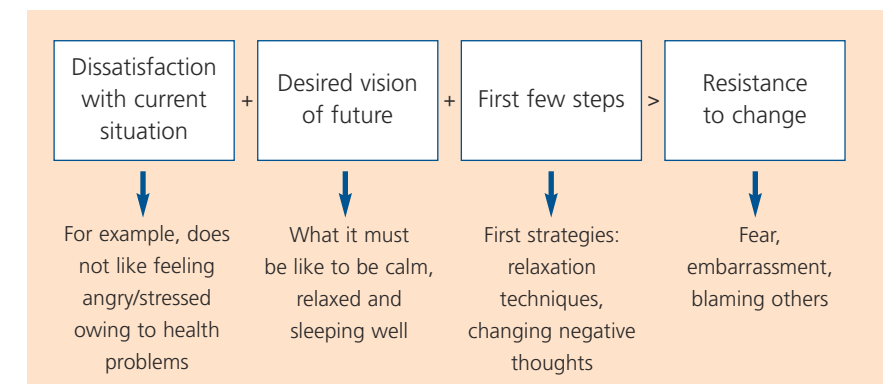 Dissatisfaction
with current
situation
+
Desired vision
of future
+
First few steps
>
Resistance
to change
For example, does
not like feeling
angry/stressed
owing to health
problems
What it must
be like to be calm,
relaxed and
sleeping well
First strategies:
relaxation
techniques,
changing negative
thoughts
Fear,
embarrassment,
blaming others